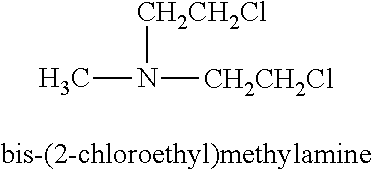 CH₂CH₂Cl
H₃C—N—CH₂CH₂Cl
bis-(2-chloroethyl)methylamine